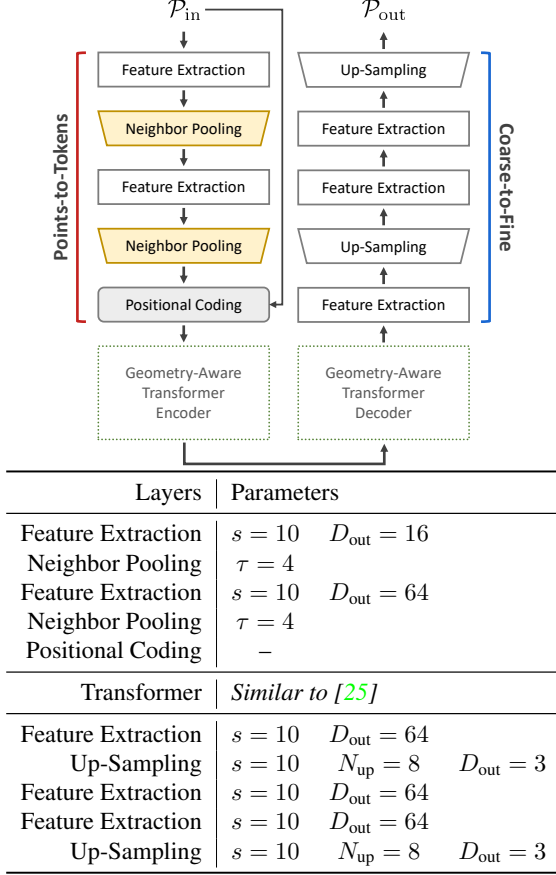 𝒫in
𝒫out
Points-to-Tokens
Feature Extraction
Neighbor Pooling
Feature Extraction
Neighbor Pooling
Positional Coding
Geometry-Aware
Transformer
Encoder
Up-Sampling
Feature Extraction
Feature Extraction
Up-Sampling
Feature Extraction
Geometry-Aware
Transformer
Decoder
Coarse-to-Fine
Layers Parameters
Feature Extraction s = 10 Dout = 16
Neighbor Pooling τ = 4
Feature Extraction s = 10 Dout = 64
Neighbor Pooling τ = 4
Positional Coding –
Transformer Similar to [25]
Feature Extraction s = 10 Dout = 64
Up-Sampling s = 10 Nup = 8 Dout = 3
Feature Extraction s = 10 Dout = 64
Feature Extraction s = 10 Dout = 64
Up-Sampling s = 10 Nup = 8 Dout = 3